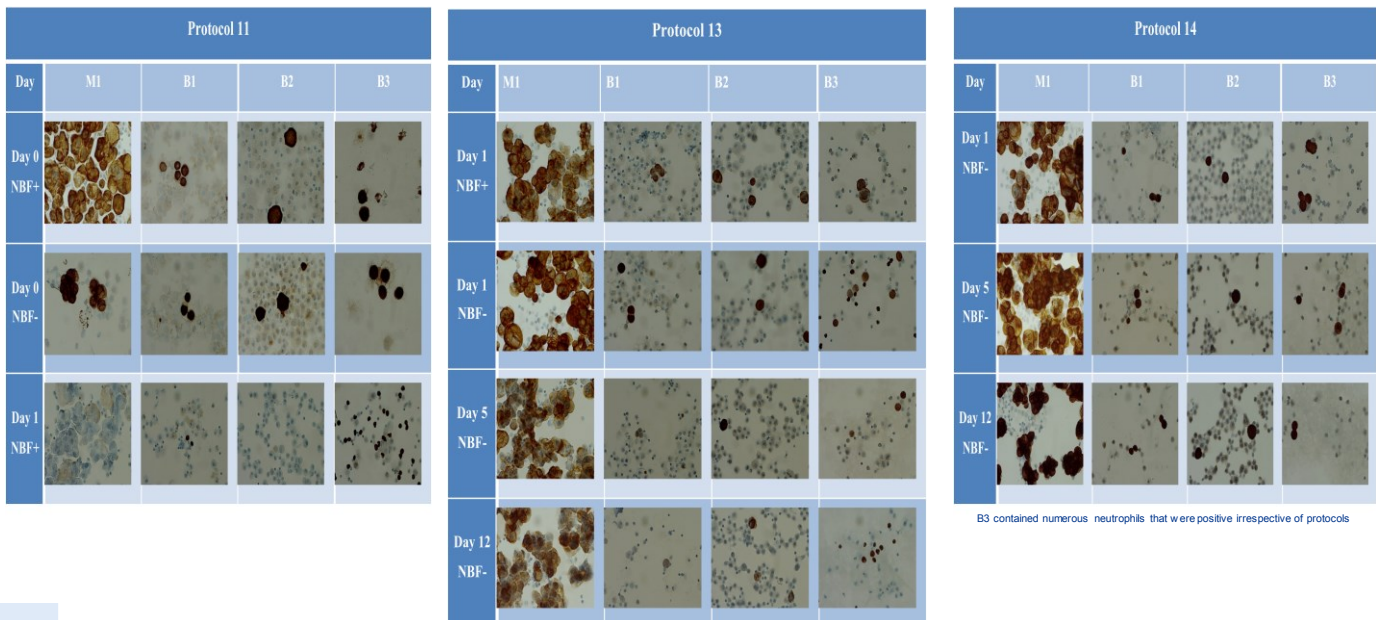 Protocol 11
Day M1 B1 B2 B3
Day 0
NBF+
Day 0
NBF-
Day 1
NBF+
Protocol 13
Day M1 B1 B2 B3
Day 1
NBF+
Day 1
NBF-
Day 5
NBF-
Day 12
NBF-
Protocol 14
Day M1 B1 B2 B3
Day 1
NBF-
Day 5
NBF-
Day 12
NBF-
B3 contained numerous neutrophils that were positive irrespective of protocols